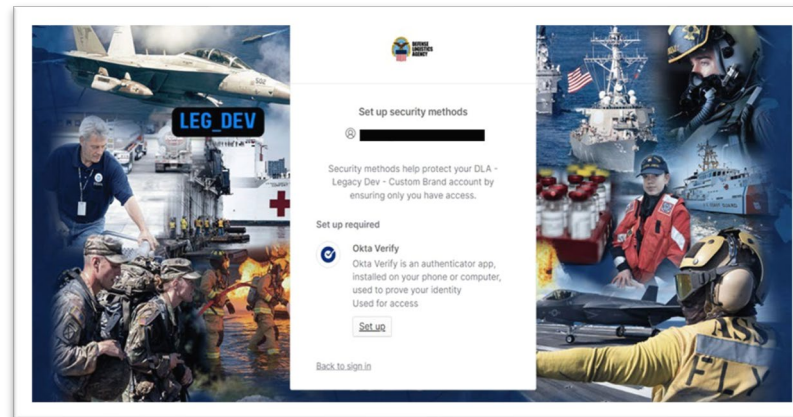 DEFENSE
LOGISTICS
AGENCY
LEG_DEV
Set up security methods
Security methods help protect your DLA -
Legacy Dev - Custom Brand account by
ensuring only you have access.
Set up required
Okta Verify
Okta Verify is an authenticator app,
installed on your phone or computer,
used to prove your identity
Used for access
Set up
Back to sign in
FLY